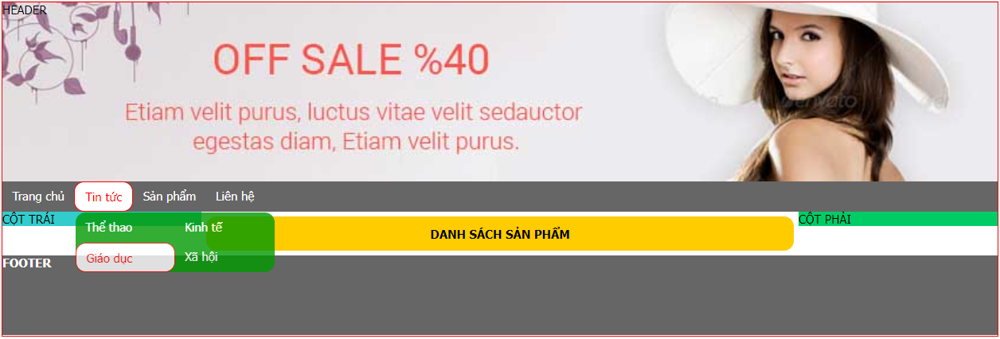 HEADER
OFF SALE %40
Etiam velit purus, luctus vitae velit sedauctor
egestas diam, Etiam velit purus.
envato
Trang chủ Tin tức Sản phẩm Liên hệ
CỘT TRÁI
Thể thao Kinh tế
Giáo dục Xã hội
DANH SÁCH SẢN PHẨM
CỘT PHẢI
FOOTER